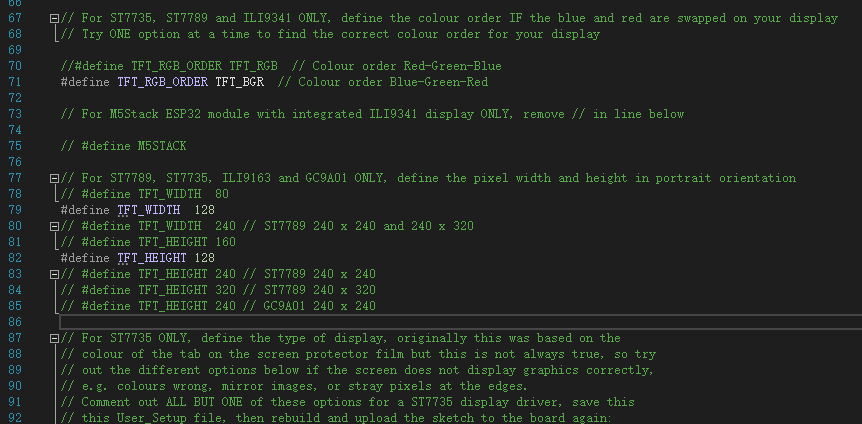 66
67 // For ST7735, ST7789 and ILI9341 ONLY, define the colour order IF the blue and red are swapped on your display
68 // Try ONE option at a time to find the correct colour order for your display
69
70 //#define TFT_RGB_ORDER TFT_RGB  // Colour order Red-Green-Blue
71 #define TFT_RGB_ORDER TFT_BGR  // Colour order Blue-Green-Red
72
73 // For M5Stack ESP32 module with integrated ILI9341 display ONLY, remove // in line below
74
75 // #define M5STACK
76
77 // For ST7789, ST7735, ILI9163 and GC9A01 ONLY, define the pixel width and height in portrait orientation
78 // #define TFT_WIDTH  80
79 #define TFT_WIDTH  128
80 // #define TFT_WIDTH  240 // ST7789 240 x 240 and 240 x 320
81 // #define TFT_HEIGHT 160
82 #define TFT_HEIGHT 128
83 // #define TFT_HEIGHT 240 // ST7789 240 x 240
84 // #define TFT_HEIGHT 320 // ST7789 240 x 320
85 // #define TFT_HEIGHT 240 // GC9A01 240 x 240
86
87 // For ST7735 ONLY, define the type of display, originally this was based on the
88 // colour of the tab on the screen protector film but this is not always true, so try
89 // out the different options below if the screen does not display graphics correctly,
90 // e.g. colours wrong, mirror images, or stray pixels at the edges.
91 // Comment out ALL BUT ONE of these options for a ST7735 display driver, save this
92 // this User_Setup file, then rebuild and upload the sketch to the board again: